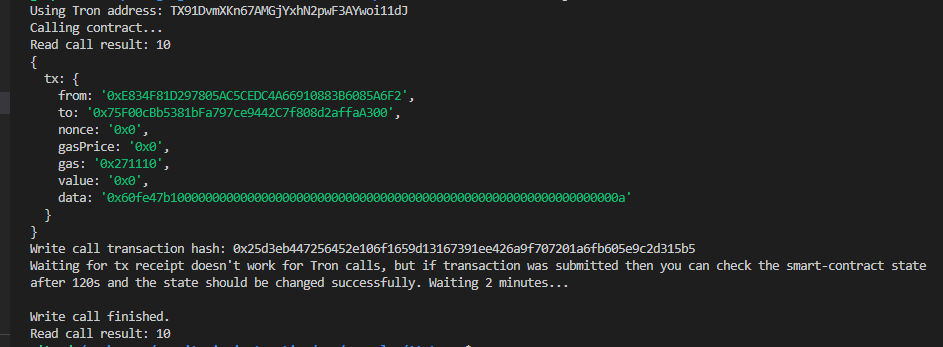 Using Tron address: TX91DvmXKn67AMGjYxhN2pwF3AYwoi11dJ
Calling contract...
Read call result: 10
{
  tx: {
    from: '0xE834F81D297805AC5CEDC4A66910883B6085A6F2',
    to: '0x75F00cBb5381bFa797ce9442C7f808d2affaA300',
    nonce: '0x0',
    gasPrice: '0x0',
    gas: '0x271110',
    value: '0x0',
    data: '0x60fe47b1000000000000000000000000000000000000000000000000000000000000000a'
  }
}
Write call transaction hash: 0x25d3eb447256452e106f1659d13167391ee426a9f707201a6fb605e9c2d315b5
Waiting for tx receipt doesn't work for Tron calls, but if transaction was submitted then you can check the smart-contract state
after 120s and the state should be changed successfully. Waiting 2 minutes...
Write call finished.
Read call result: 10